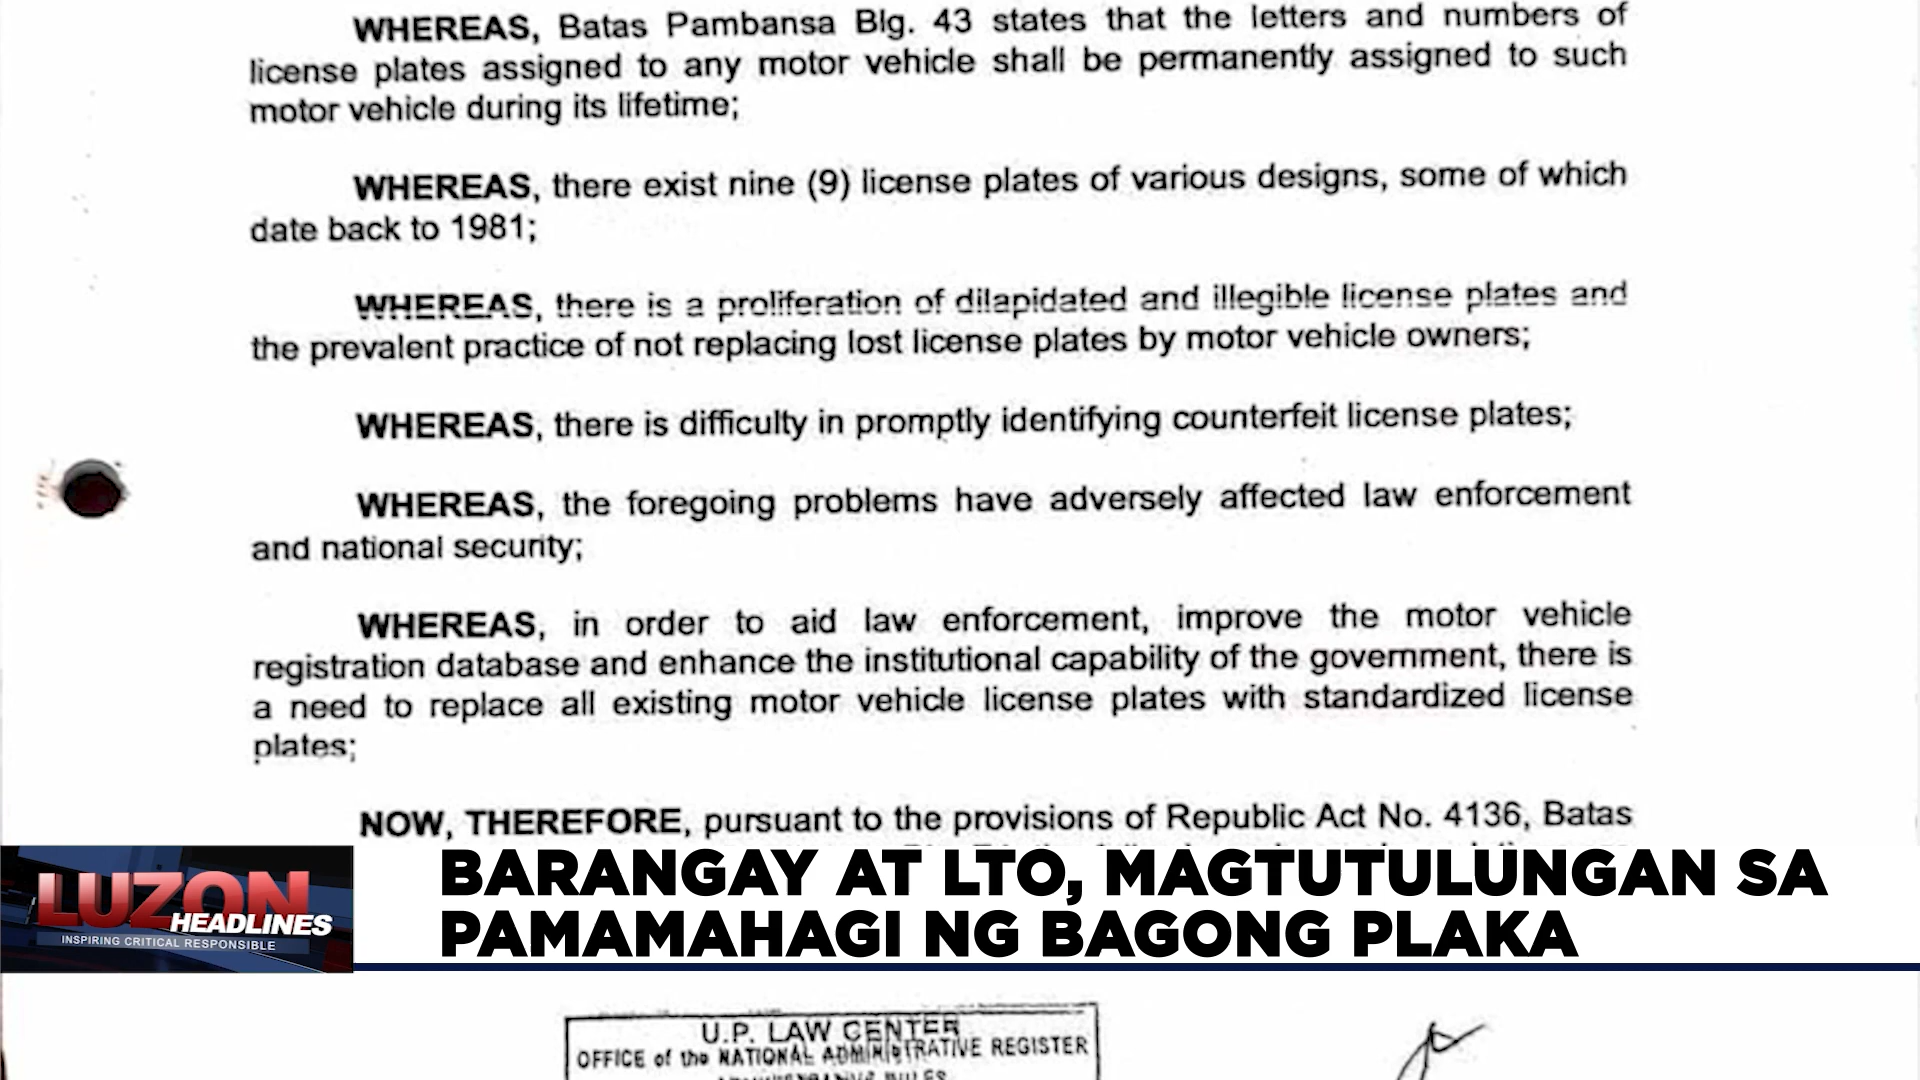 WHEREAS, Batas Pambansa Blg. 43 states that the letters and numbers of
license plates assigned to any motor vehicle shall be permanently assigned to such
motor vehicle during its lifetime;
WHEREAS, there exist nine (9) license plates of various designs, some of which
date back to 1981;
WHEREAS, there is a proliferation of dilapidated and illegible license plates and
the prevalent practice of not replacing lost license plates by motor vehicle owners;
WHEREAS, there is difficulty in promptly identifying counterfeit license plates;
WHEREAS, the foregoing problems have adversely affected law enforcement
and national security;
WHEREAS, in order to aid law enforcement, improve the motor vehicle
registration database and enhance the institutional capability of the government, there is
a need to replace all existing motor vehicle license plates with standardized license
plates;
NOW, THEREFORE, pursuant to the provisions of Republic Act No. 4136, Batas
LUZON
HEADLINES
INSPIRING CRITICAL RESPONSIBLE
BARANGAY AT LTO, MAGTUTULUNGAN SA
PAMAMAHAGI NG BAGONG PLAKA
U.P. LAW CENTER
OFFICE of the NATIONAL ADMINISTRATIVE REGISTER